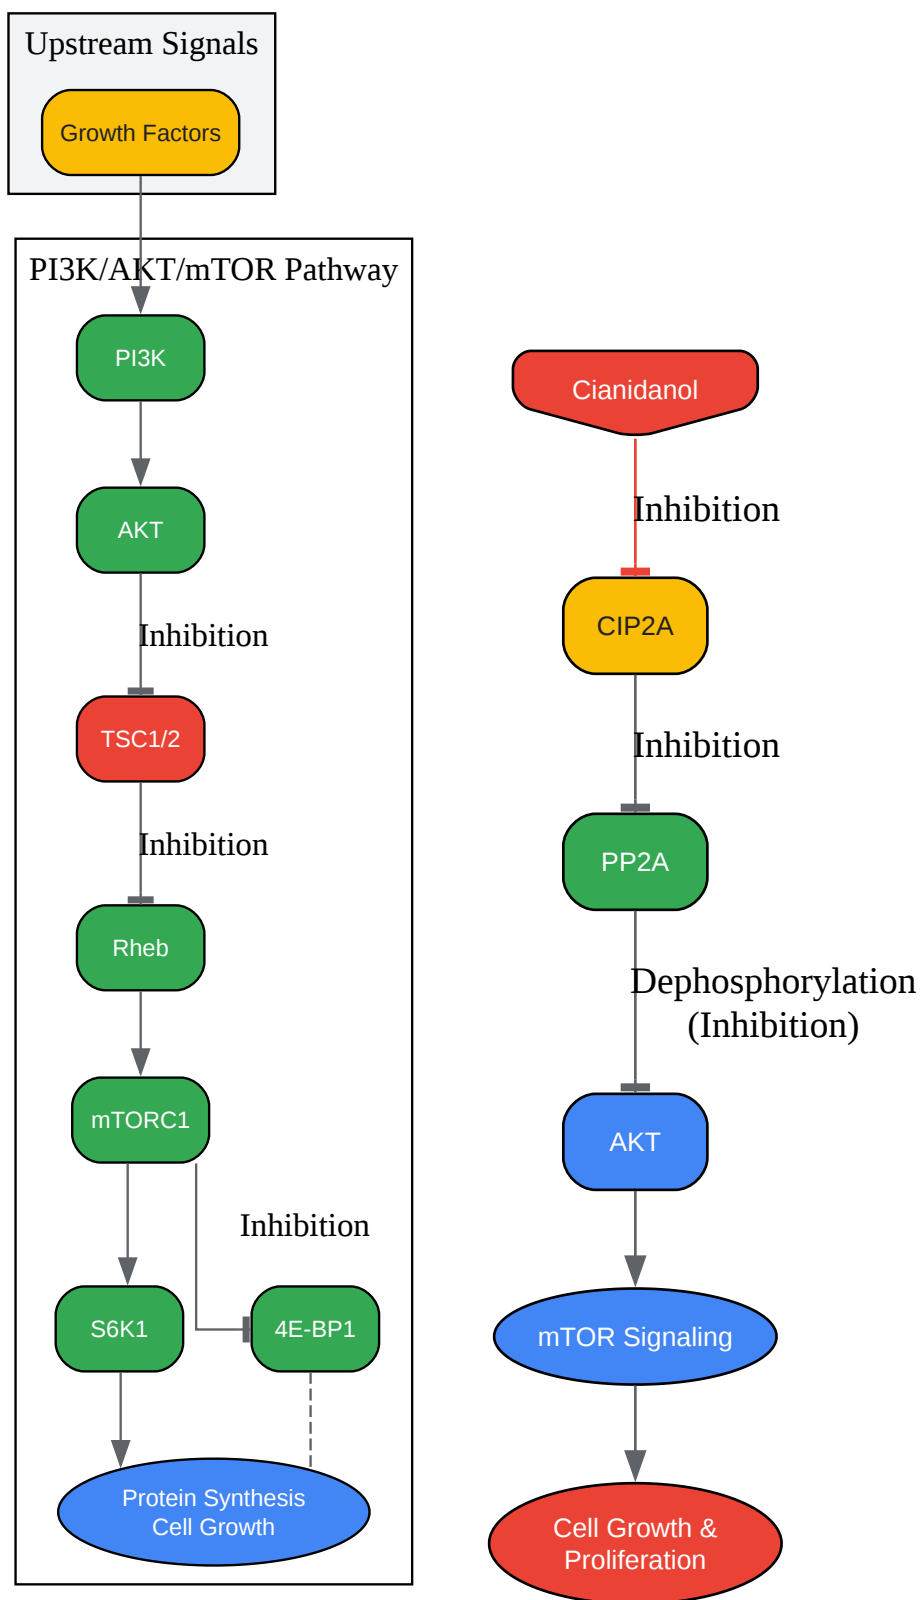 Upstream Signals
Growth Factors
PI3K/AKT/mTOR Pathway
PI3K
AKT
Inhibition
TSC1/2
Inhibition
Rheb
mTORC1
Inhibition
S6K1
4E-BP1
Protein Synthesis
Cell Growth
Cianidanol
Inhibition
CIP2A
Inhibition
PP2A
Dephosphorylation
(Inhibition)
AKT
mTOR Signaling
Cell Growth &
Proliferation